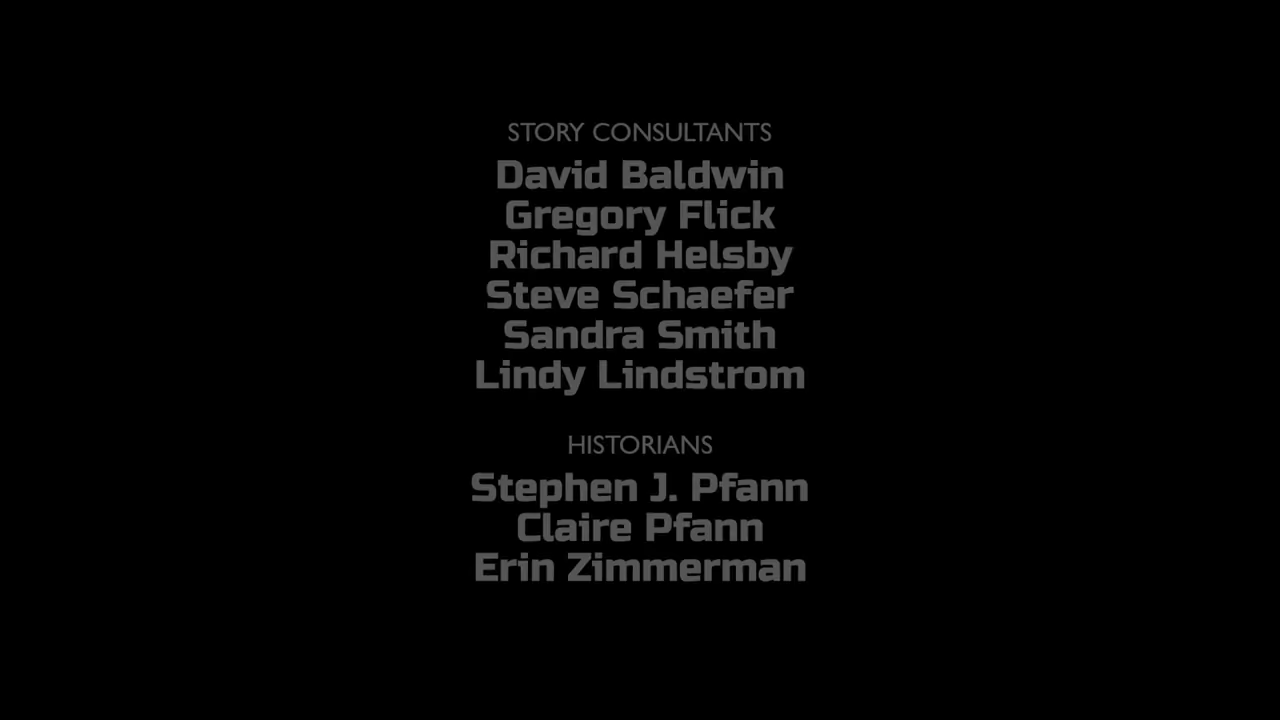 STORY CONSULTANTS
David Baldwin
Gregory Flick
Richard Helsby
Steve Schaefer
Sandra Smith
Lindy Lindstrom
HISTORIANS
Stephen J. Pfann
Claire Pfann
Erin Zimmerman